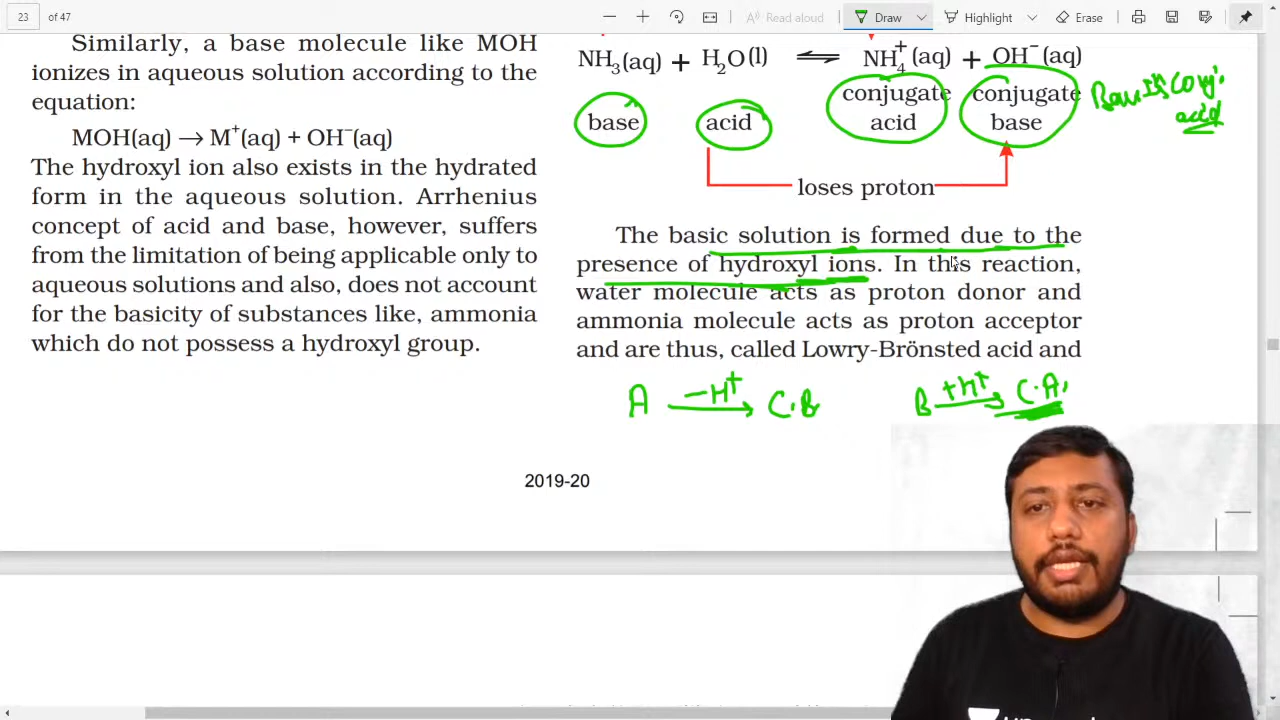 23
of 47
Read aloud
Draw
Highlight
Erase
Similarly, a base molecule like MOH
ionizes in aqueous solution according to the
equation:
MOH(aq) → M⁺(aq) + OH⁻(aq)
The hydroxyl ion also exists in the hydrated
form in the aqueous solution. Arrhenius
concept of acid and base, however, suffers
from the limitation of being applicable only to
aqueous solutions and also, does not account
for the basicity of substances like, ammonia
which do not possess a hydroxyl group.
NH₃(aq) + H₂O(l) ⇌ NH₄⁺(aq) + OH⁻(aq)
base acid conjugate acid conjugate base
conj. acid
loses proton
The basic solution is formed due to the
presence of hydroxyl ions. In this reaction,
water molecule acts as proton donor and
ammonia molecule acts as proton acceptor
and are thus, called Lowry-Brönsted acid and
A −H⁺→ C.B
B +H⁺→ C.A.
2019-20